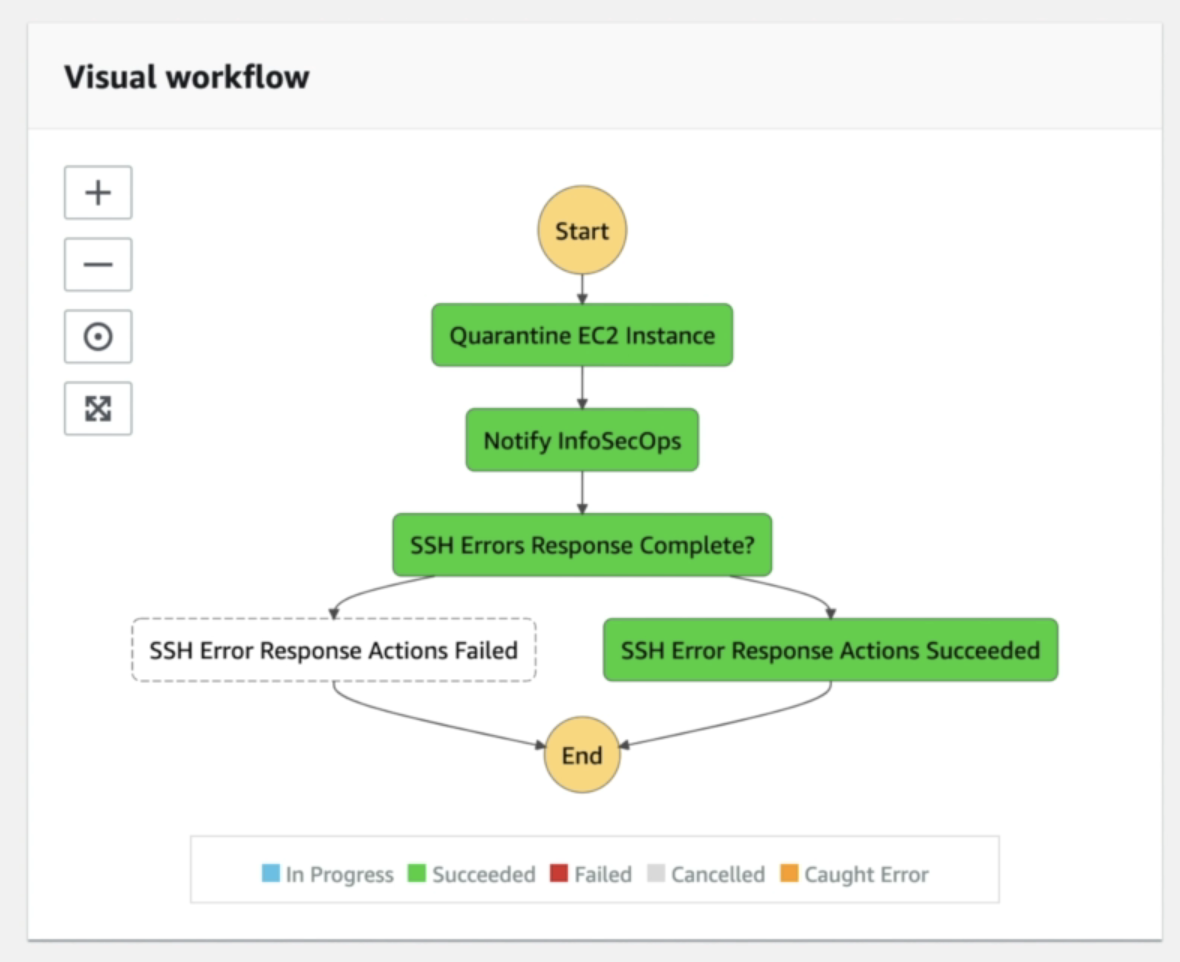 Visual workflow
Start
Quarantine EC2 Instance
Notify InfoSecOps
SSH Errors Response Complete?
SSH Error Response Actions Failed
SSH Error Response Actions Succeeded
End
In Progress Succeeded Failed Cancelled Caught Error